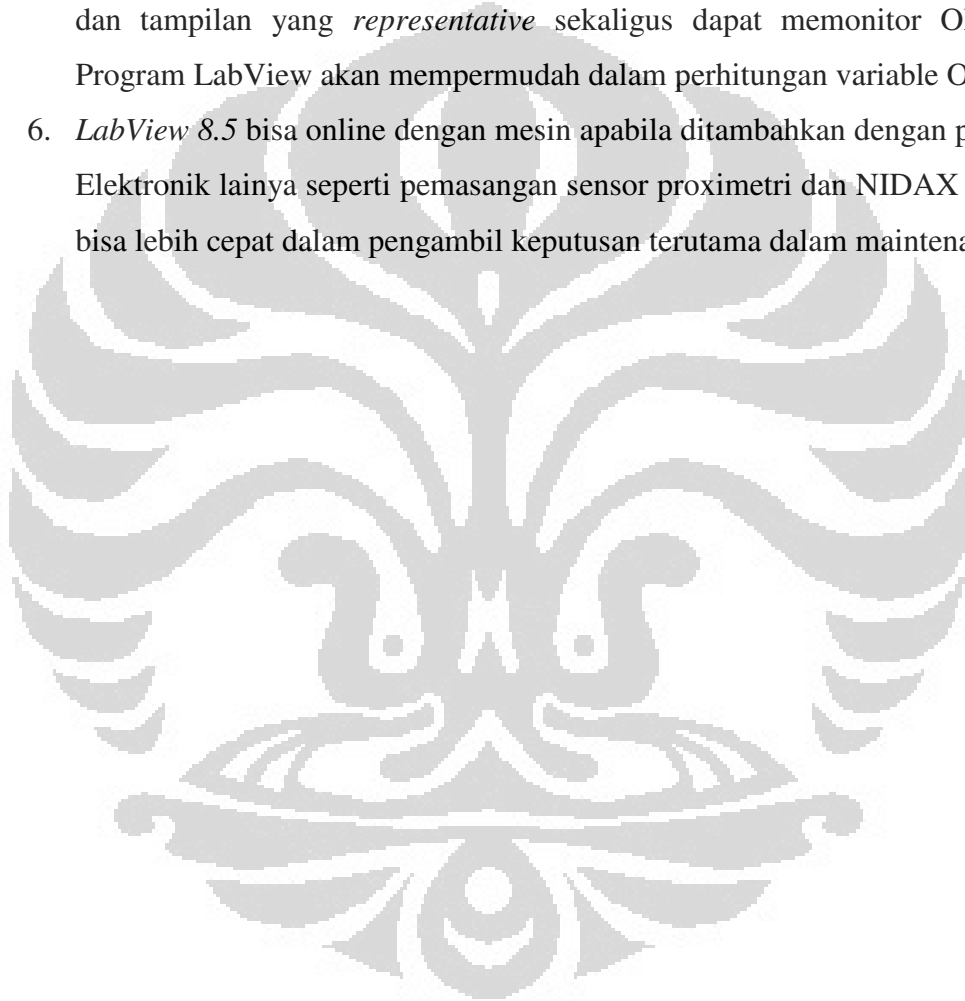 dan tampilan yang representative sekaligus dapat memonitor
Program LabView akan mempermudah dalam perhitungan variable
6. LabView 8.5 bisa online dengan mesin apabila ditambahkan dengan
Elektronik lainya seperti pemasangan sensor proximetri dan NIDAX
bisa lebih cepat dalam pengambil keputusan terutama dalam